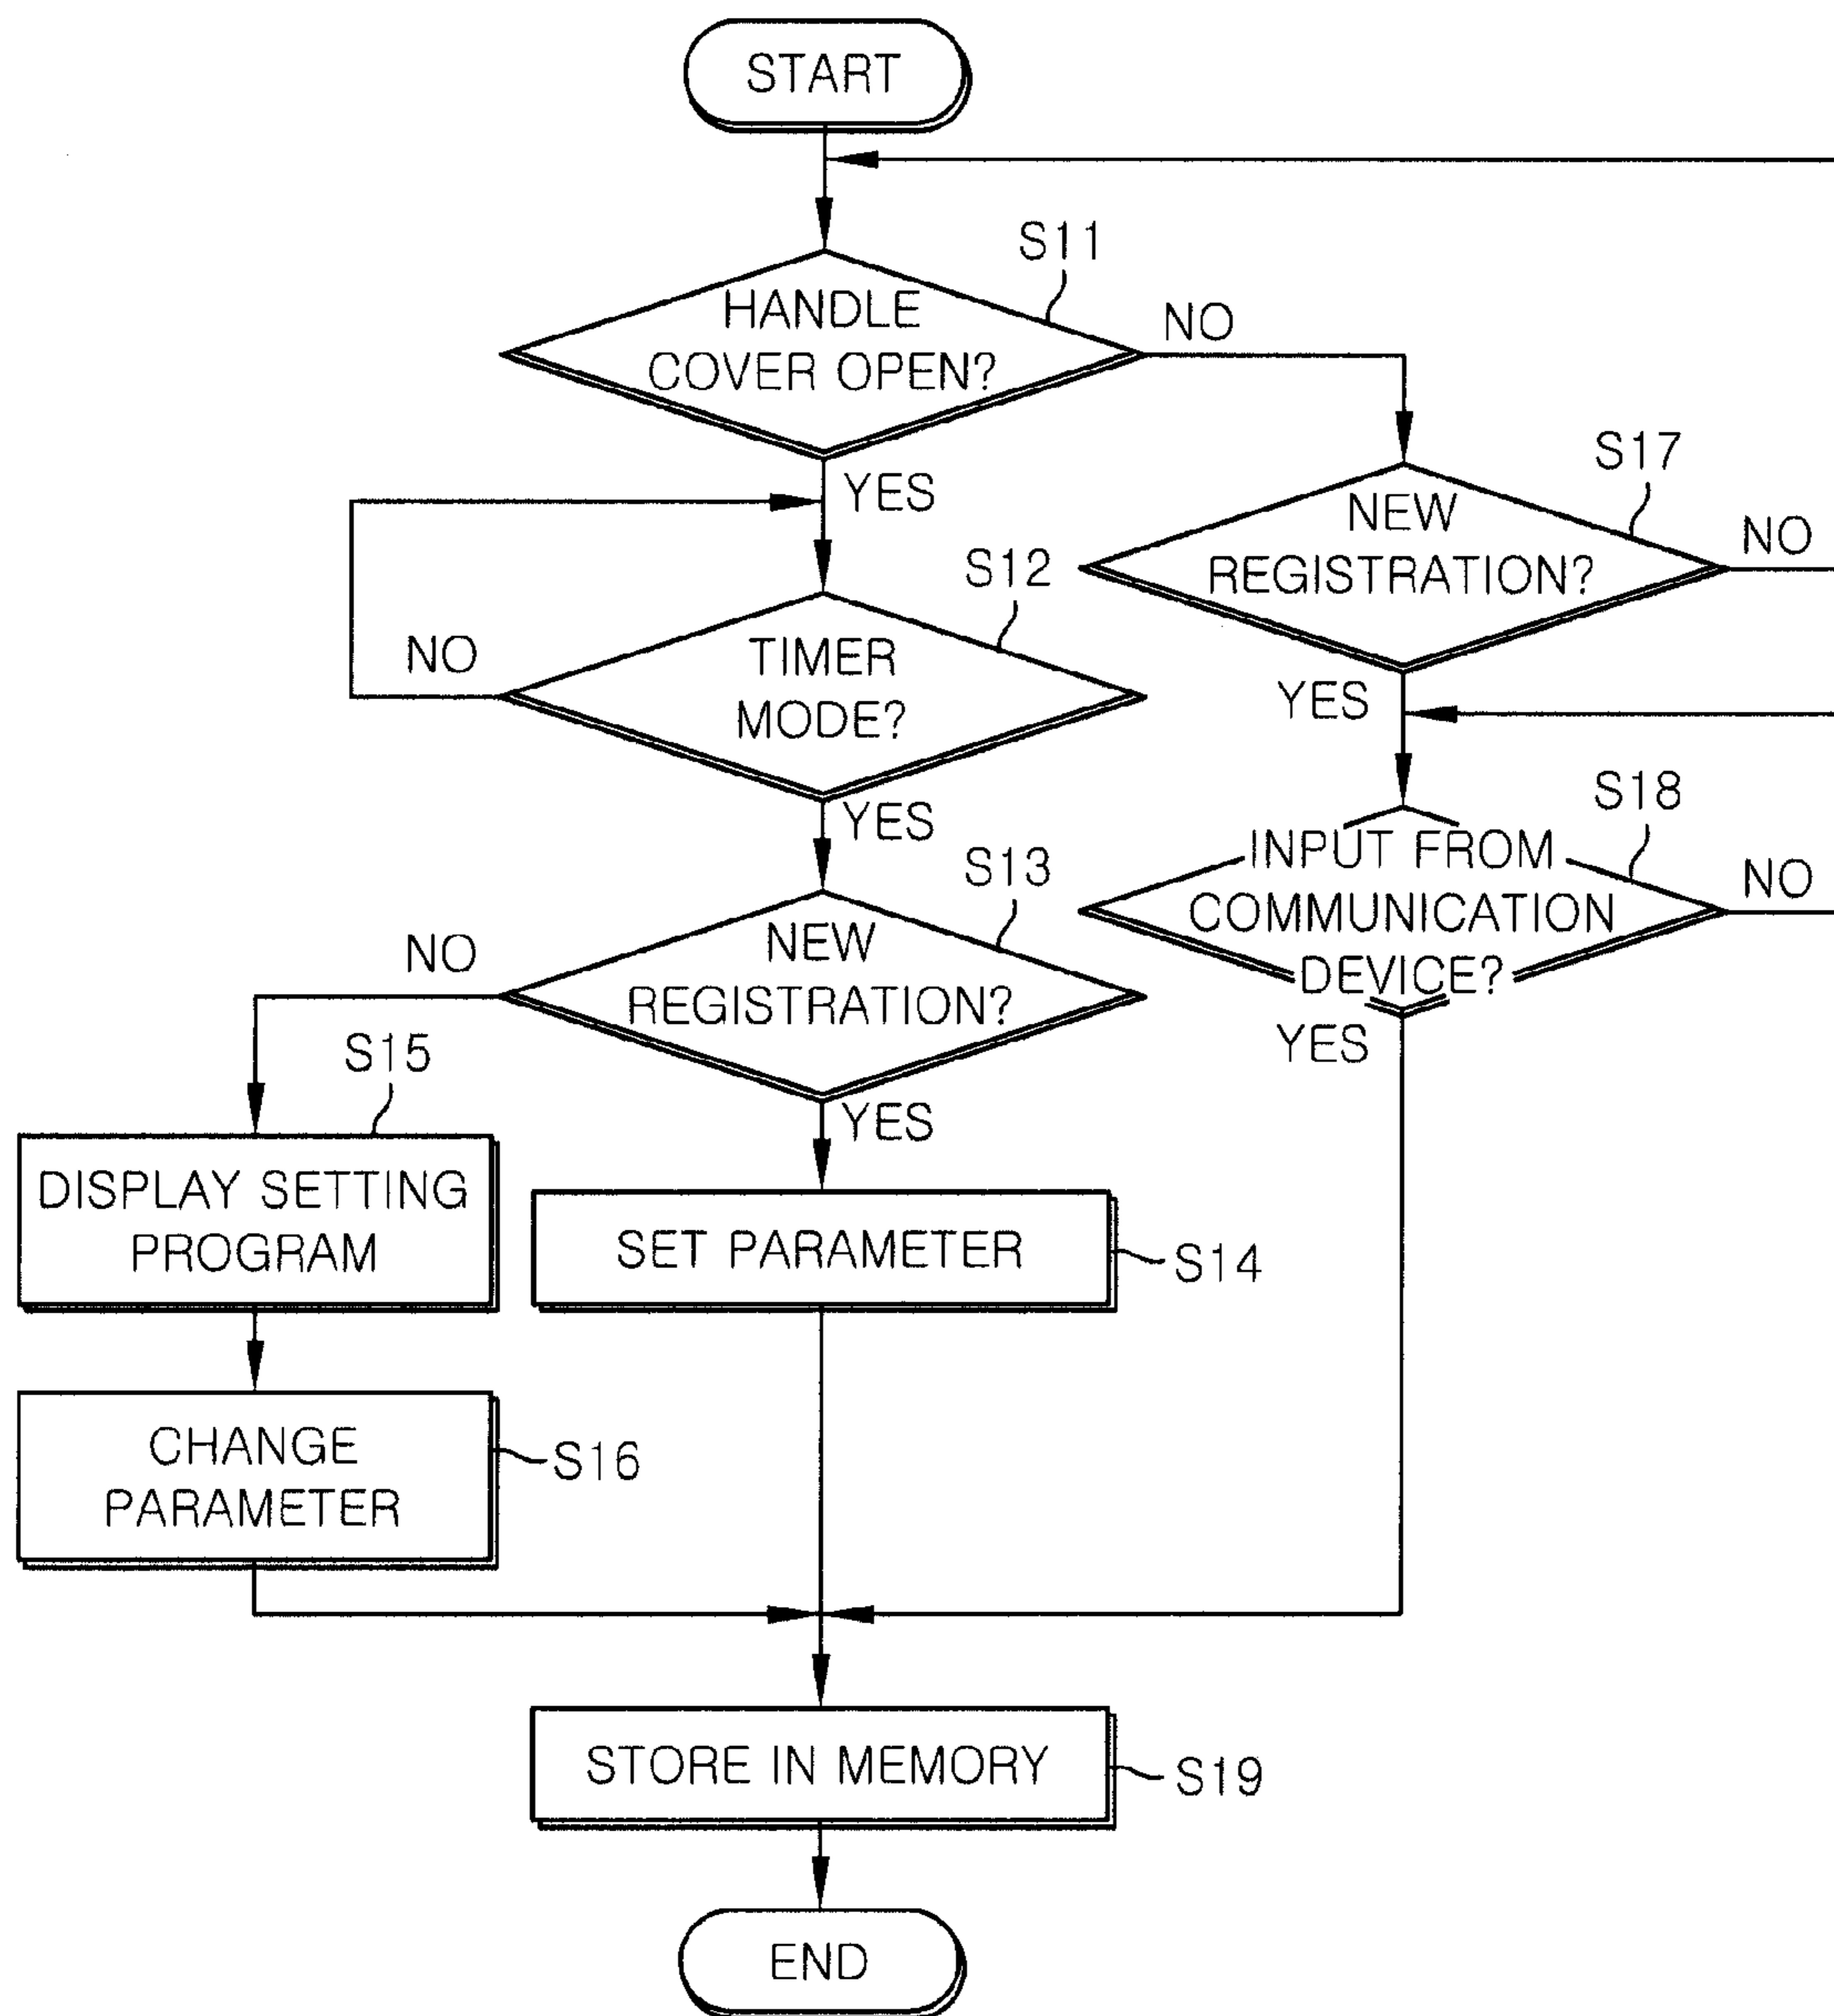 START
S11
HANDLE
COVER OPEN?
NO
YES
S17
NEW
REGISTRATION?
NO
YES
S12
TIMER
MODE?
NO
YES
S18
INPUT FROM
COMMUNICATION
DEVICE?
NO
YES
S13
NEW
REGISTRATION?
NO
YES
S15
DISPLAY SETTING
PROGRAM
SET PARAMETER
S14
CHANGE
PARAMETER
S16
STORE IN MEMORY
S19
END